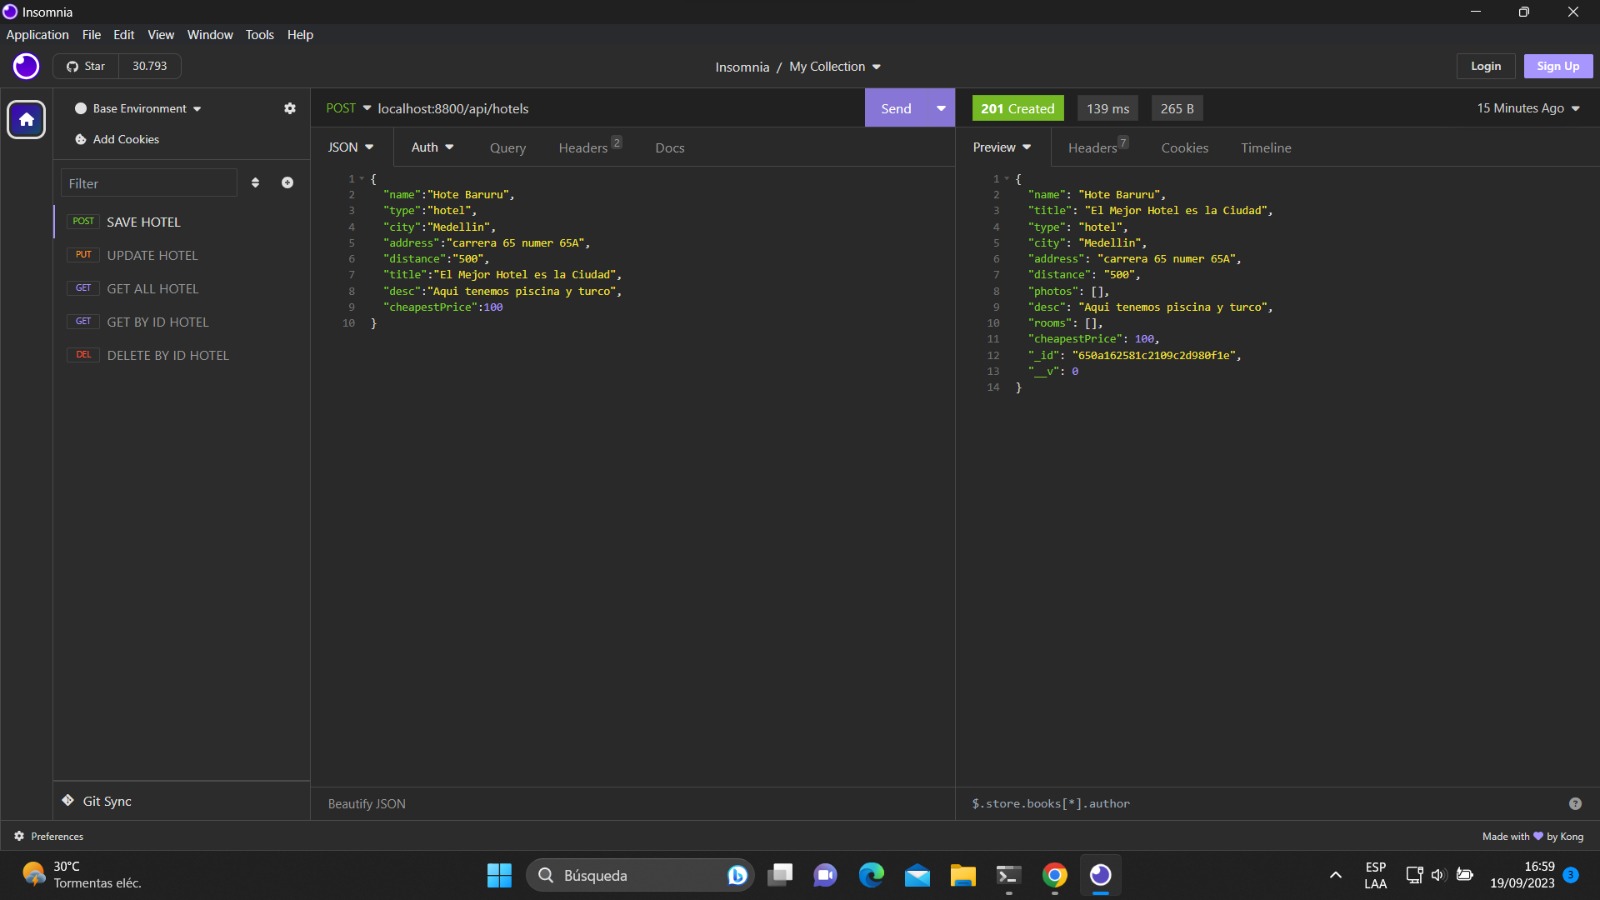 Insomnia
Application File Edit View Window Tools Help
Star 30.793
Insomnia / My Collection
Login Sign Up
Base Environment
Add Cookies
Filter
POST SAVE HOTEL
PUT UPDATE HOTEL
GET GET ALL HOTEL
GET GET BY ID HOTEL
DEL DELETE BY ID HOTEL
Git Sync
POST localhost:8800/api/hotels Send
JSON Auth Query Headers 2 Docs
1 {
2 "name":"Hote Baruru",
3 "type":"hotel",
4 "city":"Medellin",
5 "address":"carrera 65 numer 65A",
6 "distance":"500",
7 "title":"El Mejor Hotel es la Ciudad",
8 "desc":"Aqui tenemos piscina y turco",
9 "cheapestPrice":100
10 }
Beautify JSON
201 Created 139 ms 265 B 15 Minutes Ago
Preview Headers 7 Cookies Timeline
1 {
2 "name": "Hote Baruru",
3 "title": "El Mejor Hotel es la Ciudad",
4 "type": "hotel",
5 "city": "Medellin",
6 "address": "carrera 65 numer 65A",
7 "distance": "500",
8 "photos": [],
9 "desc": "Aqui tenemos piscina y turco",
10 "rooms": [],
11 "cheapestPrice": 100,
12 "_id": "650a162581c2109c2d980f1e",
13 "__v": 0
14 }
$.store.books[*].author
Preferences
Made with 💜 by Kong
30°C
Tormentas eléc.
Búsqueda
ESP
LAA
16:59
19/09/2023
3